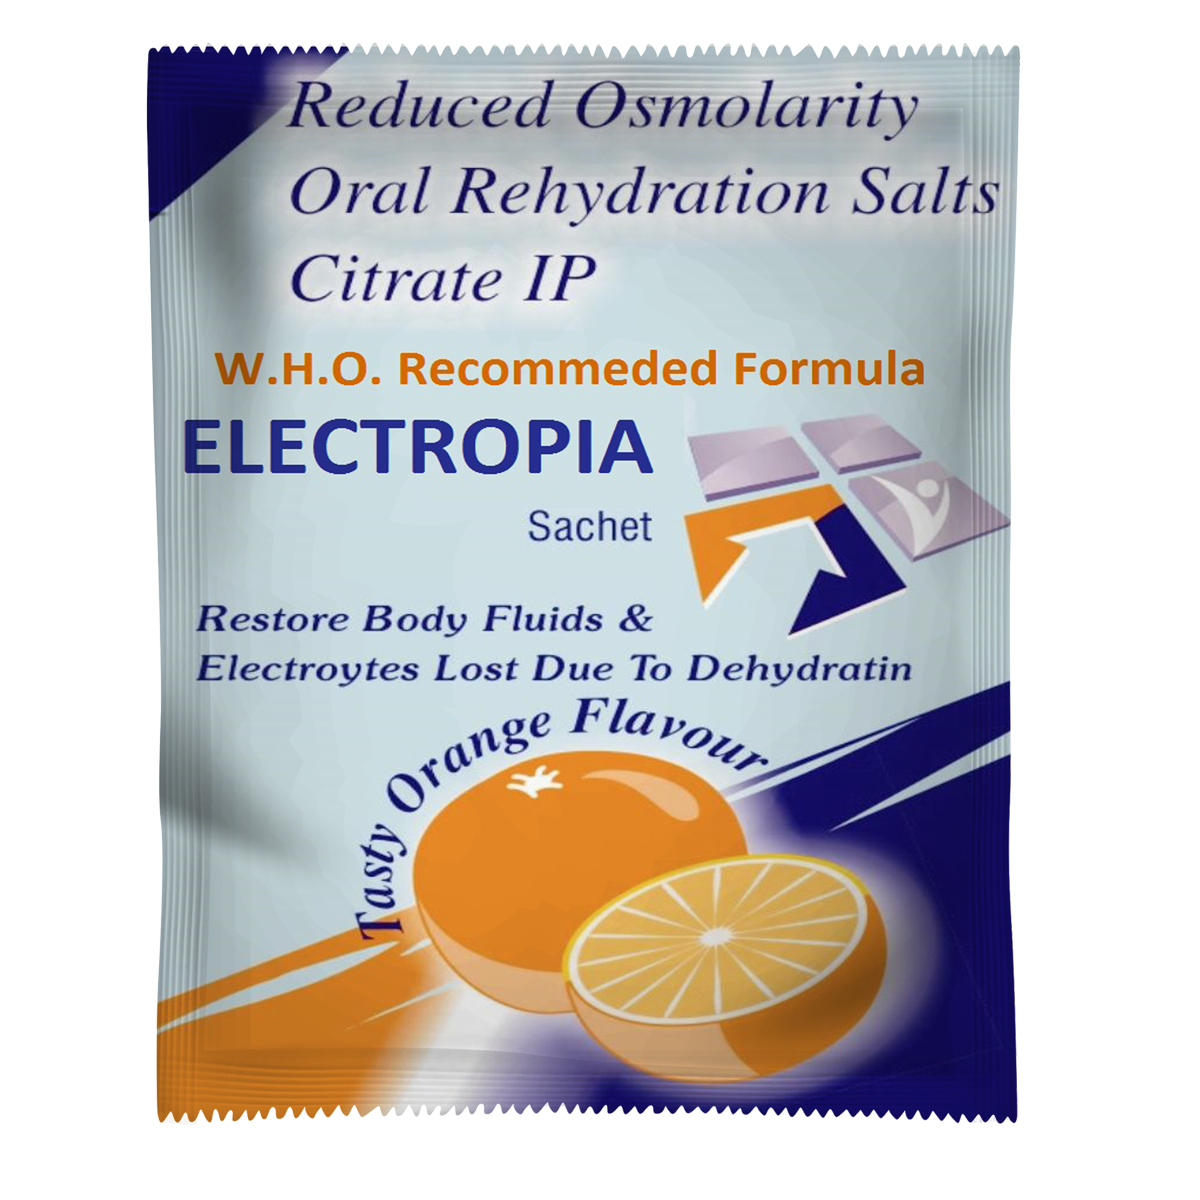 Reduced Osmolarity
Oral Rehydration Salts
Citrate IP
W.H.O. Recommeded Formula
ELECTROPIA
Sachet
Restore Body Fluids &
Electroytes Lost Due To Dehydratin
Tasty Orange Flavour